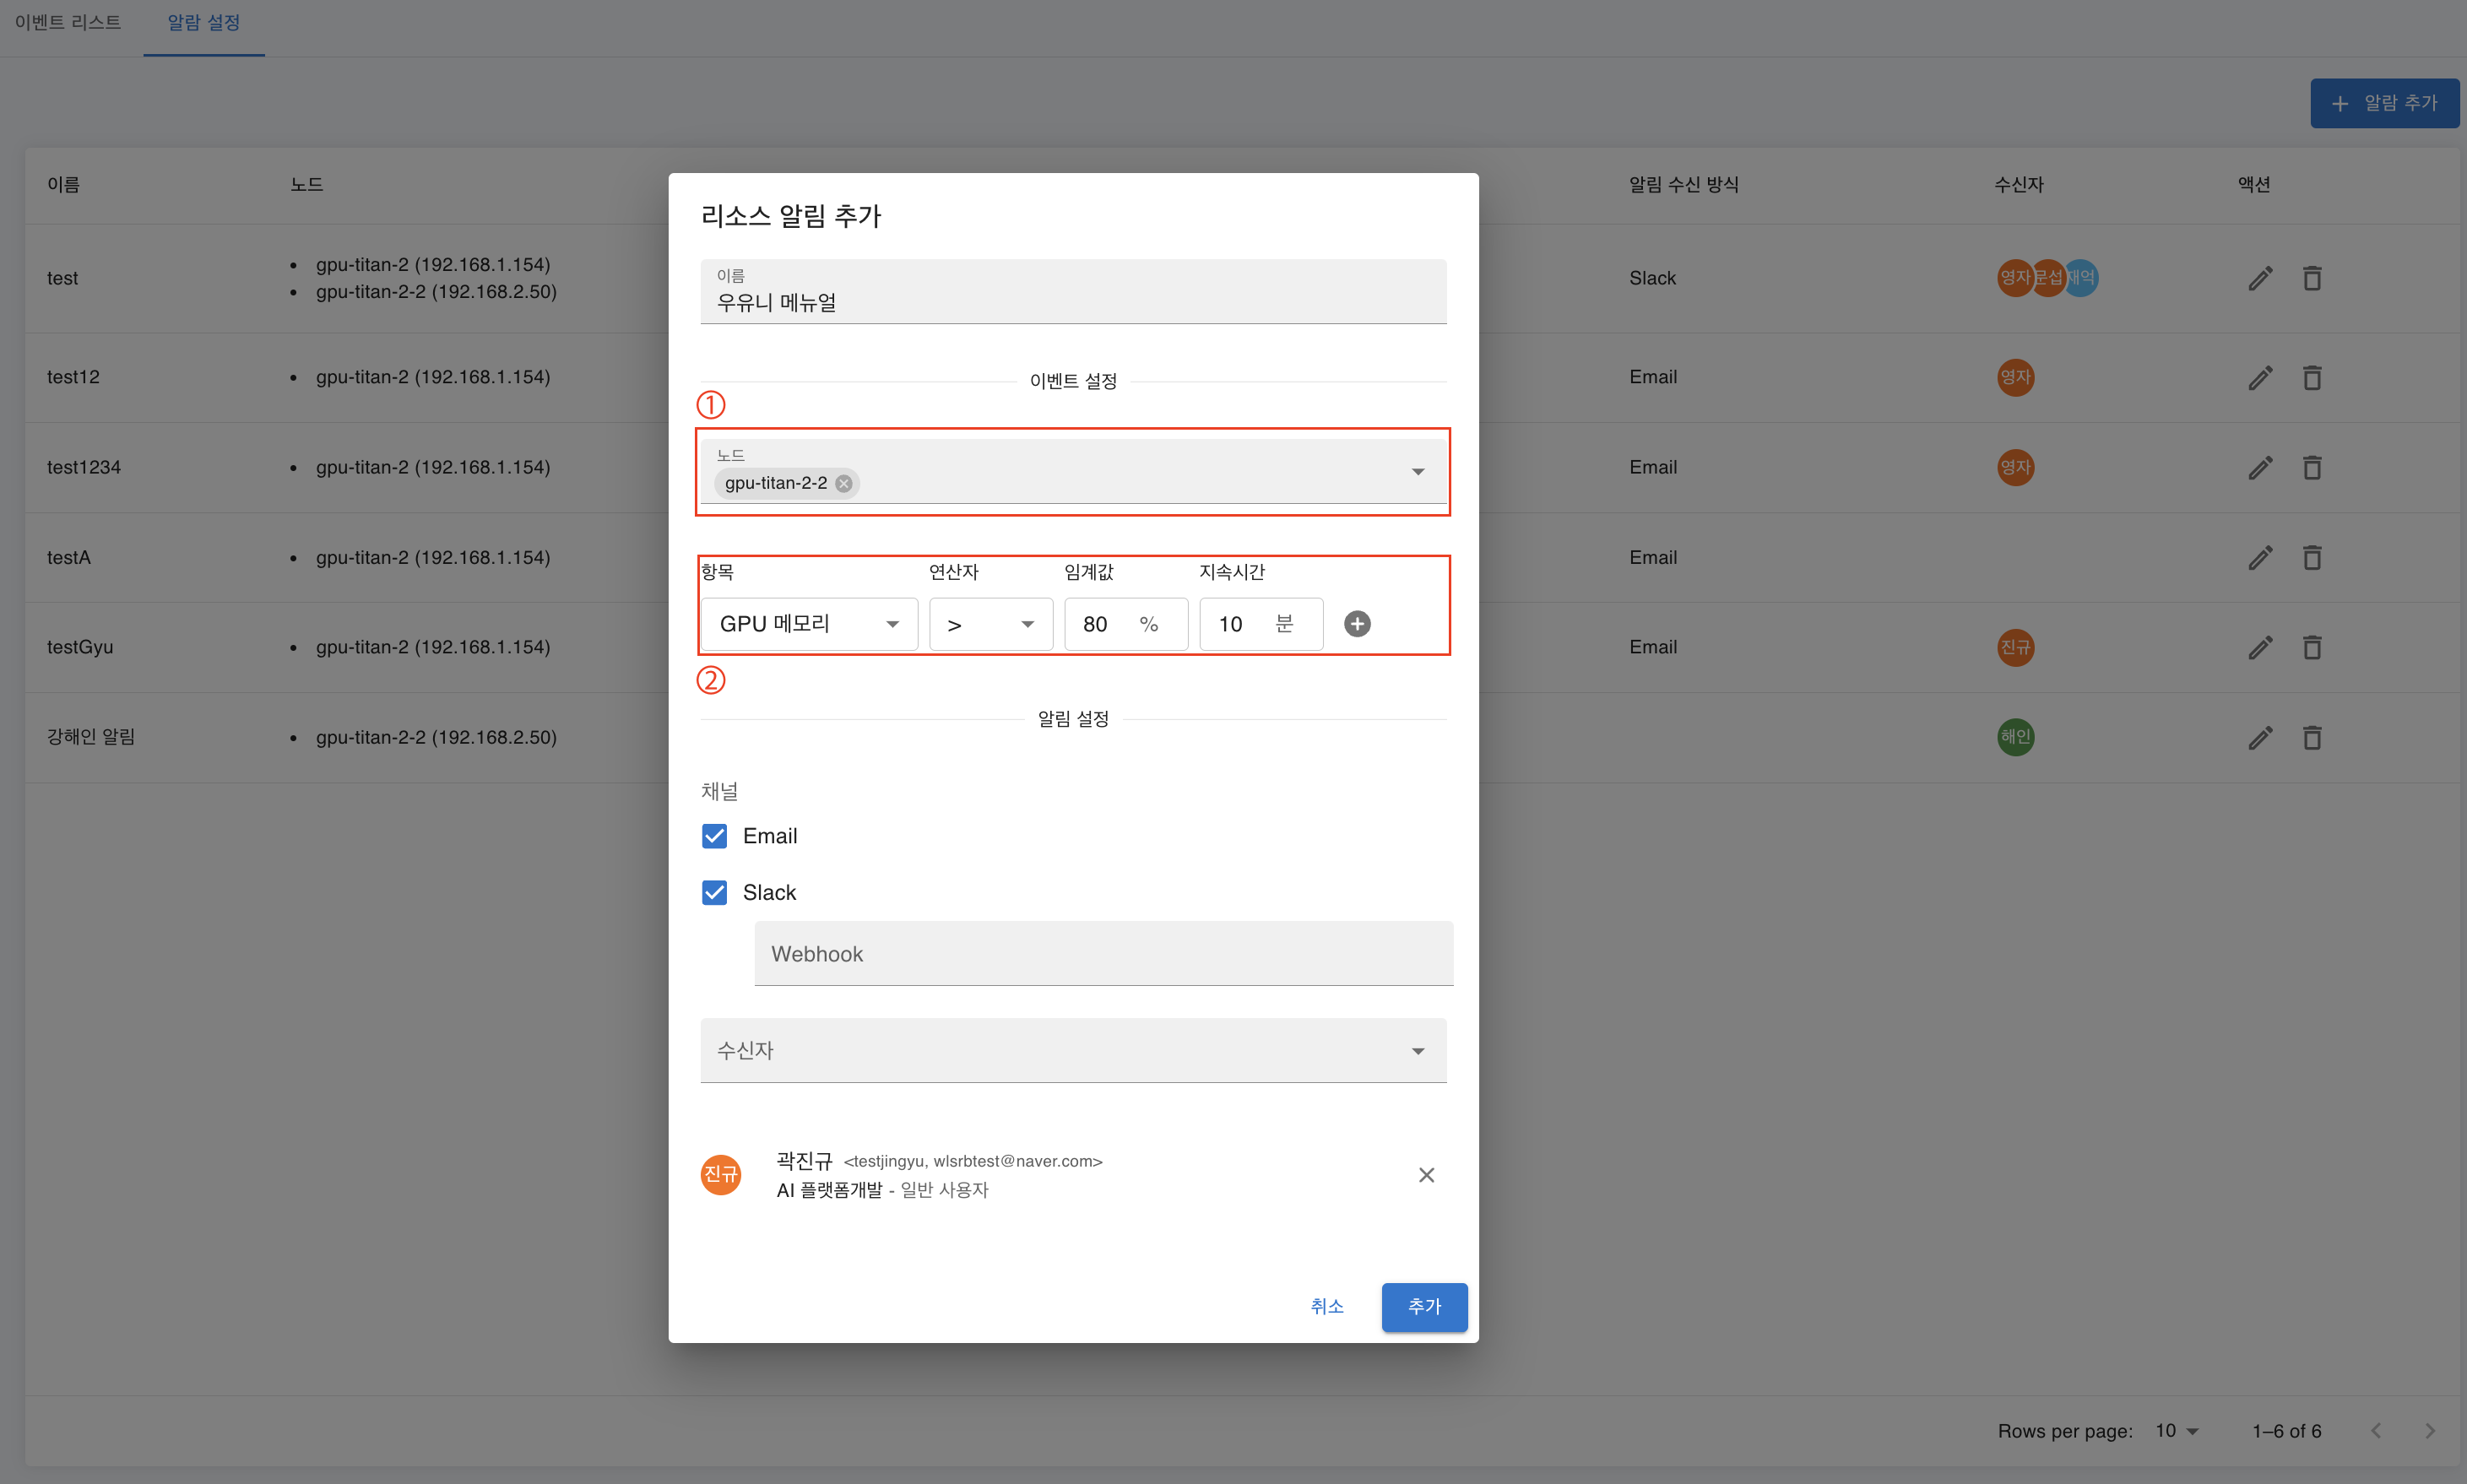 이벤트 리스트 알람 설정
+ 알람 추가
이름 노드 알림 수신 방식 수신자 액션
test
• gpu-titan-2 (192.168.1.154)
• gpu-titan-2-2 (192.168.2.50)
Slack 영자 문섭 재억
test12 • gpu-titan-2 (192.168.1.154) Email 영자
test1234 • gpu-titan-2 (192.168.1.154) Email 영자
testA • gpu-titan-2 (192.168.1.154) Email
testGyu • gpu-titan-2 (192.168.1.154) Email 진규
강해인 알림 • gpu-titan-2-2 (192.168.2.50) 해인
리소스 알림 추가
이름
우유니 메뉴얼
이벤트 설정
①
노드
gpu-titan-2-2
항목 연산자 임계값 지속시간
GPU 메모리 > 80 % 10 분
②
알림 설정
채널
Email
Slack
Webhook
수신자
진규 곽진규 <testjingyu, wlsrbtest@naver.com>
AI 플랫폼개발 - 일반 사용자
취소 추가
Rows per page: 10 1–6 of 6